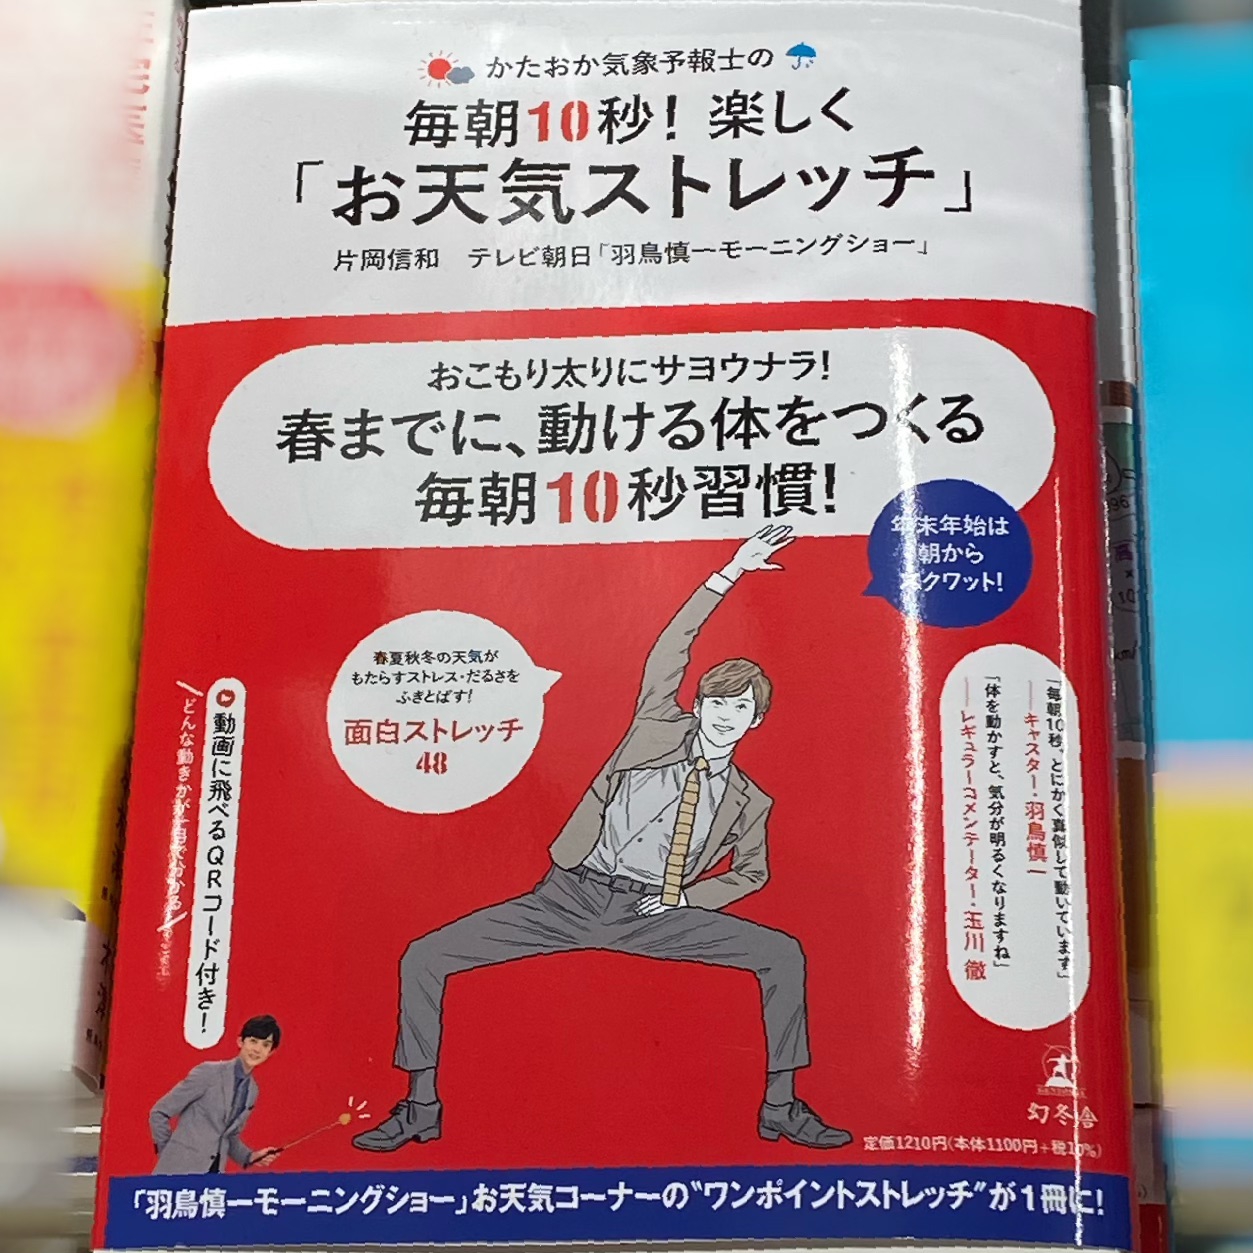 かたおか気象予報士の
毎朝10秒！楽しく
「お天気ストレッチ」
片岡信和 テレビ朝日「羽鳥慎一モーニングショー」
おこもり太りにサヨウナラ！
春までに、動ける体をつくる
毎朝10秒習慣！
年末年始は
朝から
スクワット！
春夏秋冬の天気が
もたらすストレス・だるさを
ふきとばす！
面白ストレッチ
48
「毎朝10秒、とにかく真似して動いています」
――キャスター・羽鳥慎一
「体を動かすと、気分が明るくなりますね」
――レギュラーコメンテーター・玉川 徹
動画に飛べるQRコード付き！
どんな動きかが一目でわかる
幻冬舎
定価1210円(本体1100円+税10%)
「羽鳥慎一モーニングショー」お天気コーナーの"ワンポイントストレッチ"が1冊に！